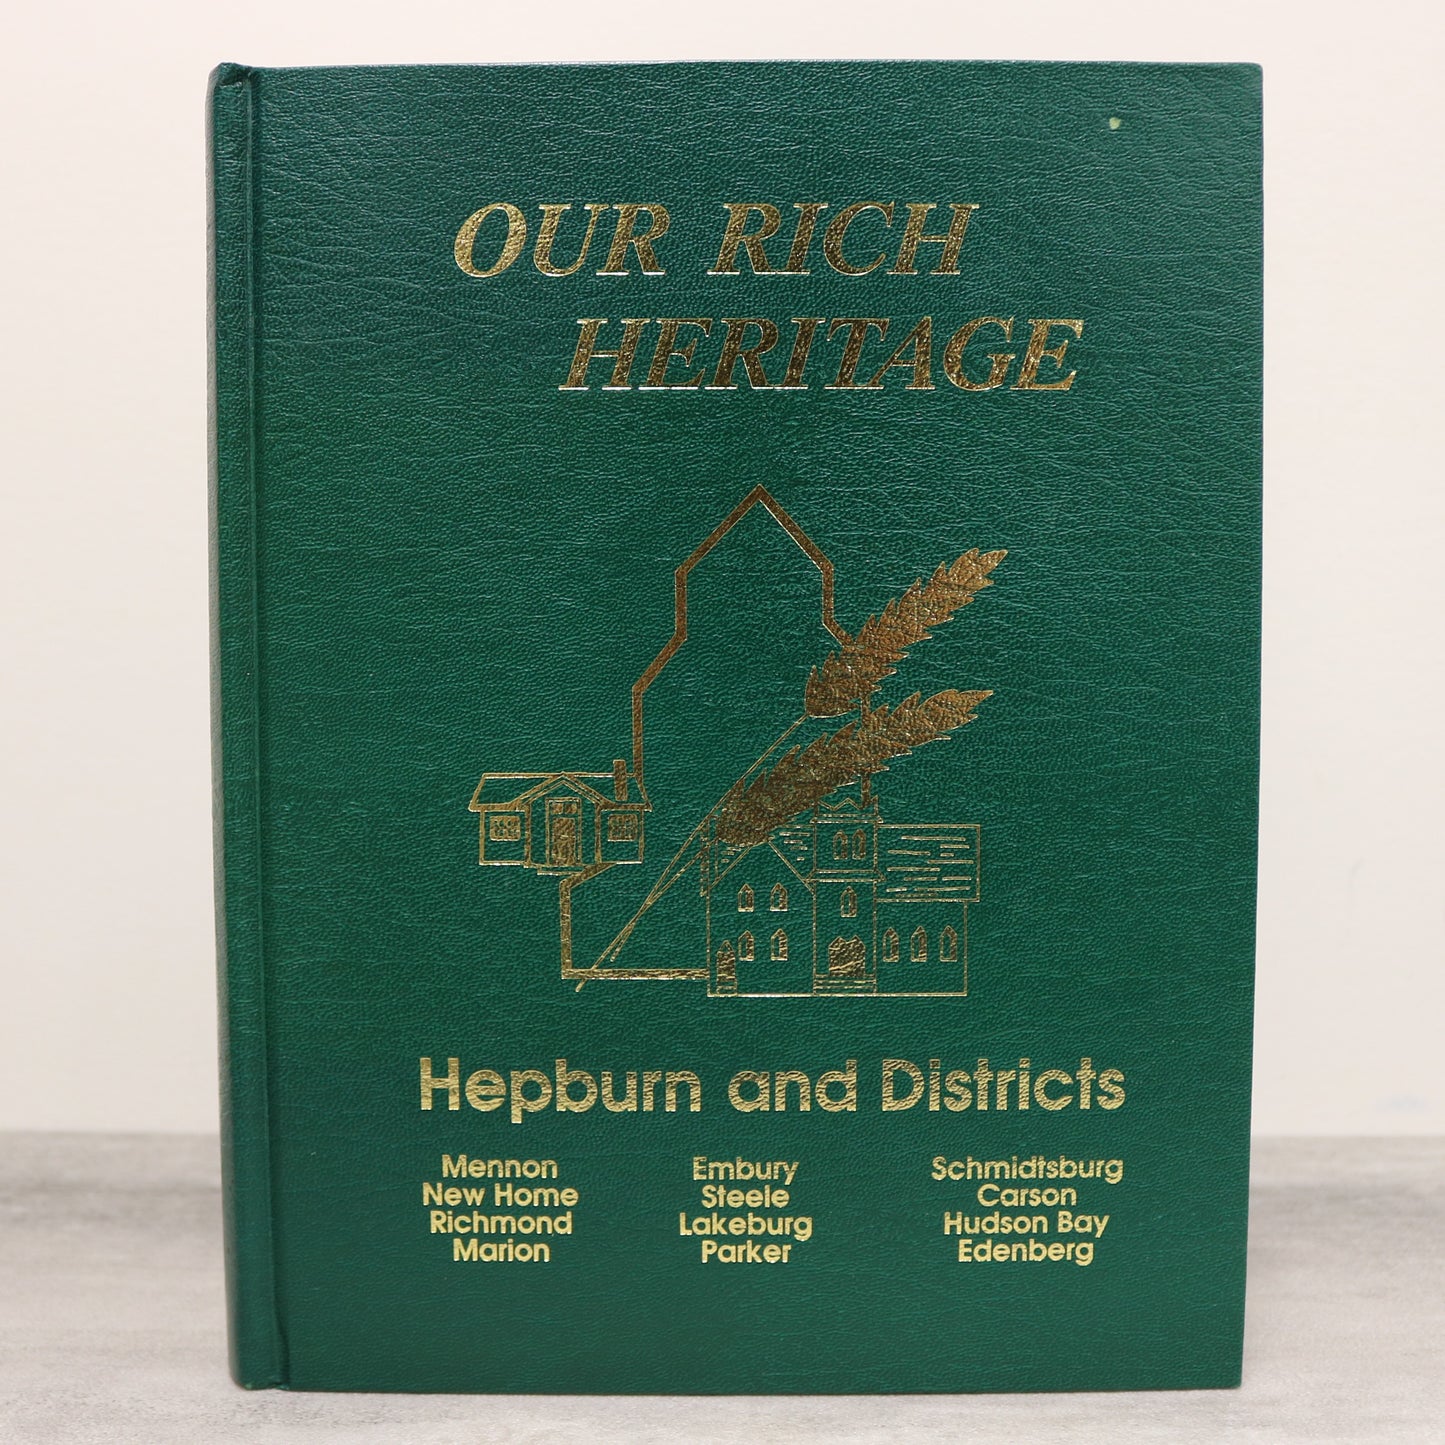 OUR RICH
HERITAGE
Hepburn and Districts
Mennon
New Home
Richmond
Marion
Embury
Steele
Lakeburg
Parker
Schmidtsburg
Carson
Hudson Bay
Edenberg